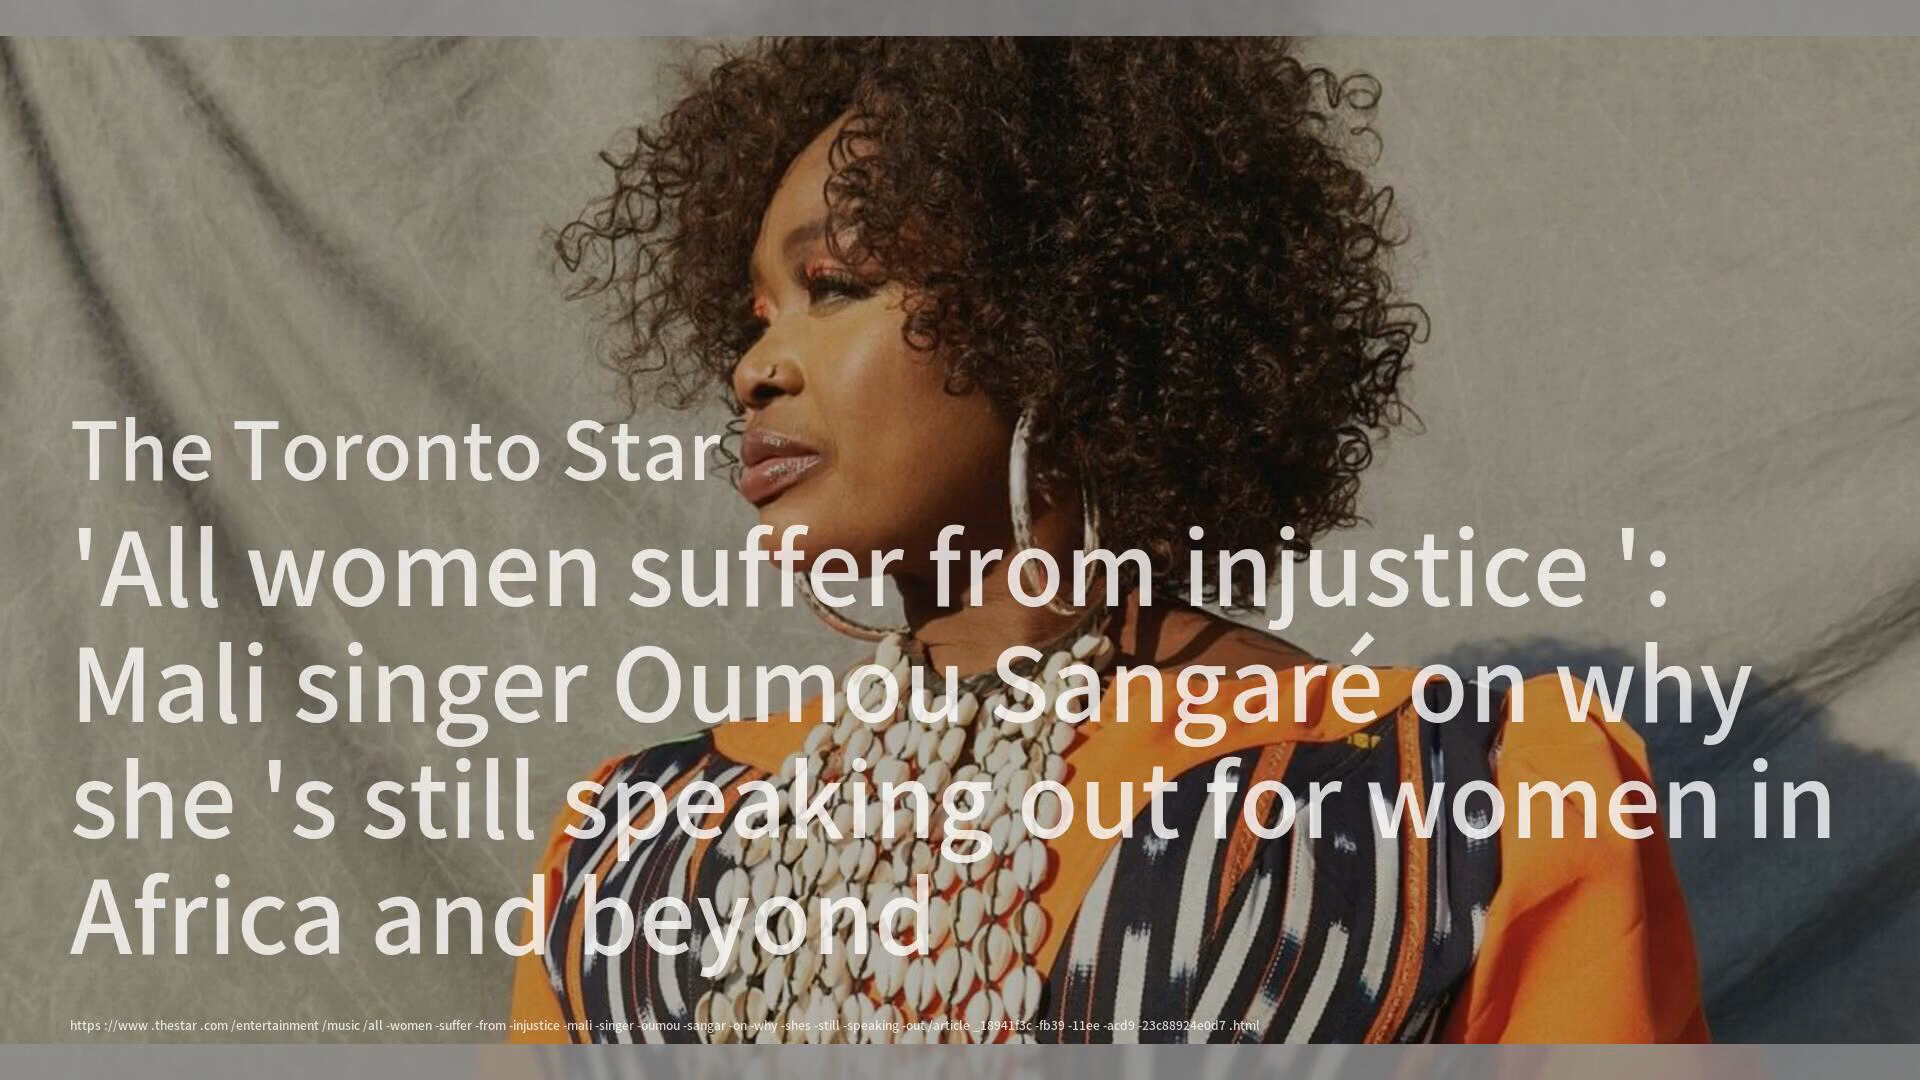 The Toronto Star
'All women suffer from injustice ':
Mali singer Oumou Sangaré on why
she 's still speaking out for women in
Africa and beyond
https ://www .thestar .com /entertainment /music /all -women -suffer -from -injustice -mali -singer -oumou -sangar -on -why -shes -still -speaking -out /article _18941f3c -fb39 -11ee -acd9 -23c88924e0d7 .html